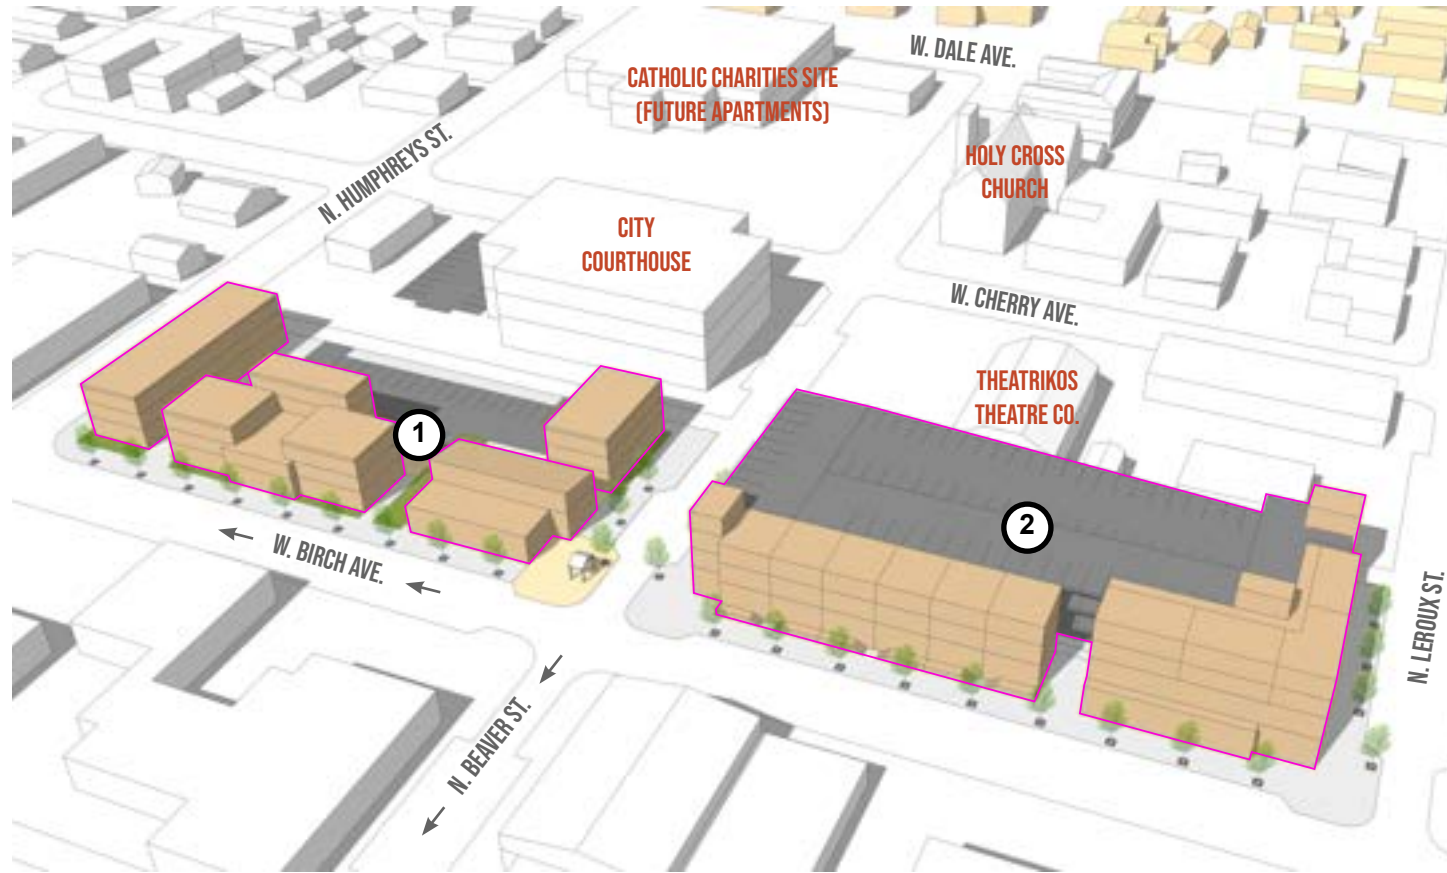 W. DALE AVE.
CATHOLIC CHARITIES SITE
(FUTURE APARTMENTS)
N. HUMPHREYS ST.
HOLY CROSS
CHURCH
CITY
COURTHOUSE
W. CHERRY AVE.
THEATRIKOS
THEATRE CO.
1
2
W. BIRCH AVE.
N. LEROUX ST.
N. BEAVER ST.